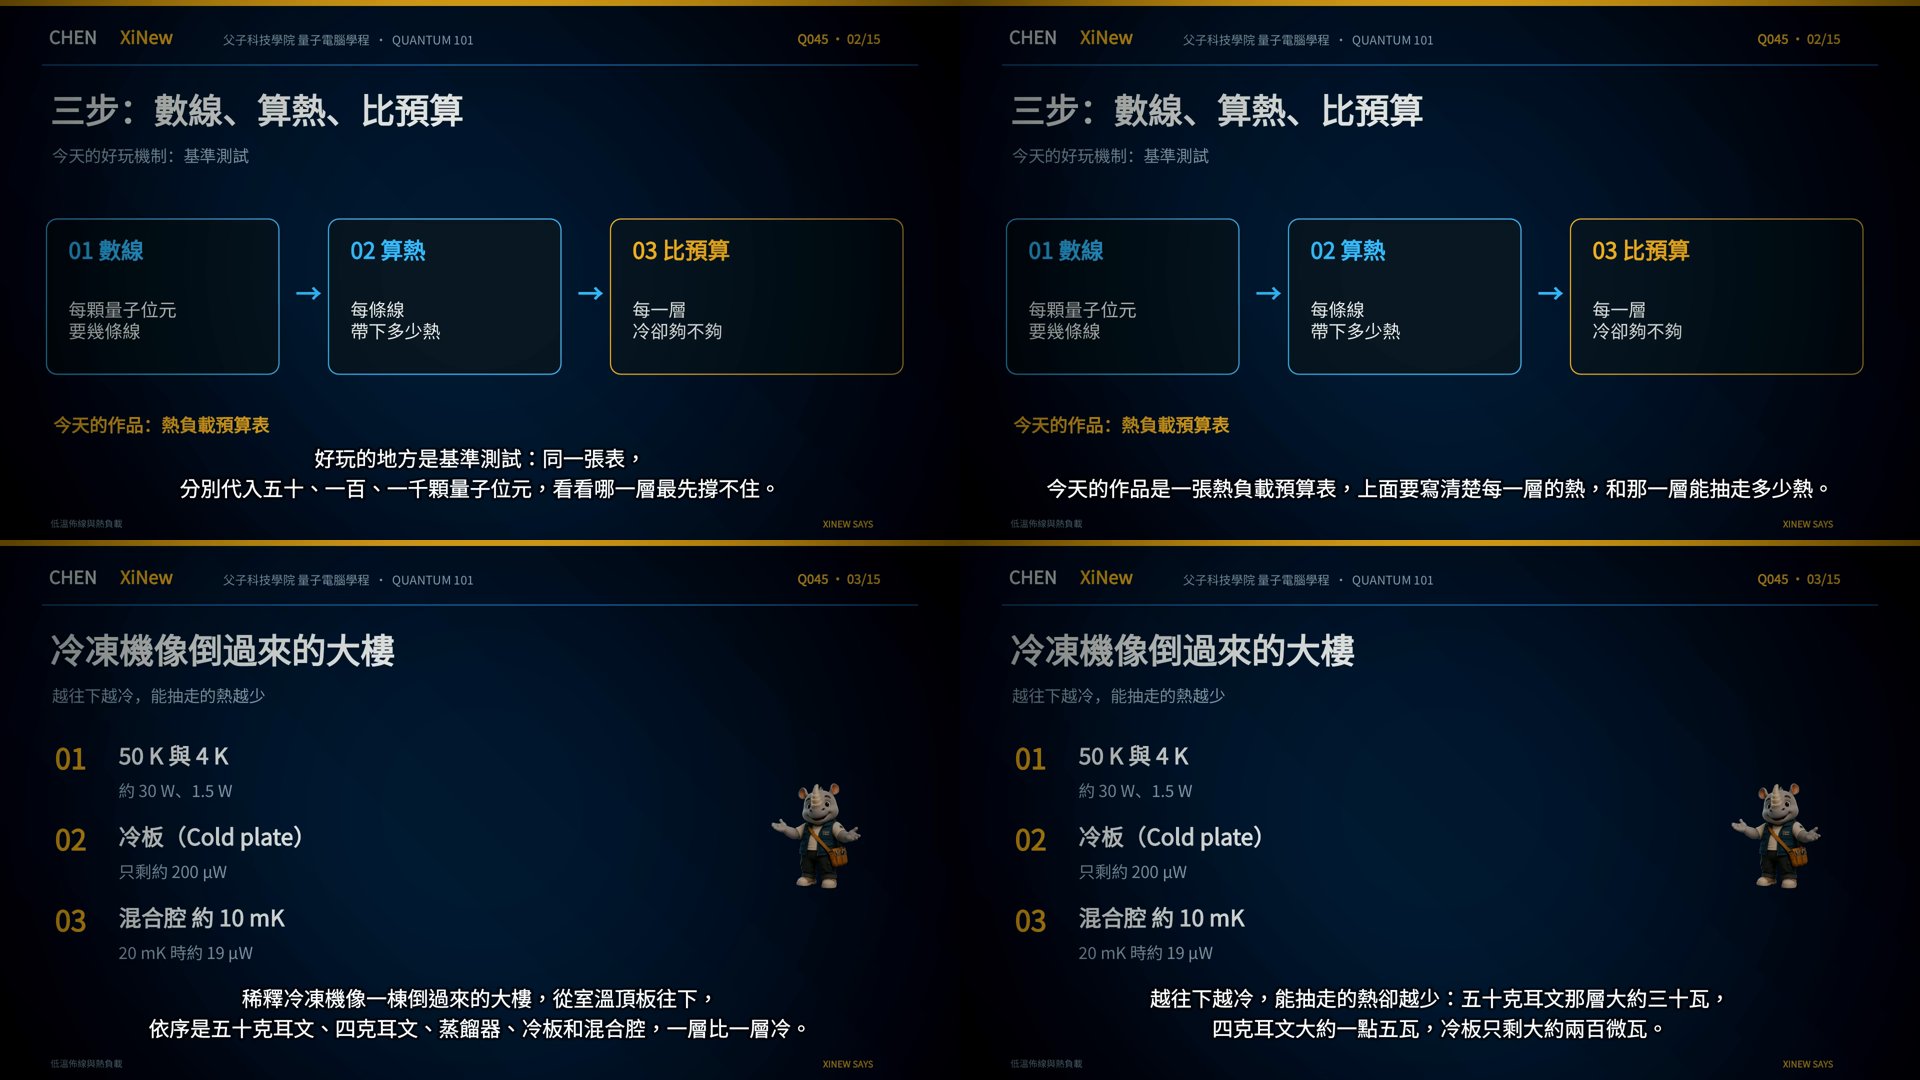 CHEN XiNew 父子科技學院 量子電腦學程 · QUANTUM 101 Q045 · 02/15
三步：數線、算熱、比預算
今天的好玩機制：基準測試
01 數線
每顆量子位元
要幾條線
→
02 算熱
每條線
帶下多少熱
→
03 比預算
每一層
冷卻夠不夠
今天的作品：熱負載預算表
好玩的地方是基準測試：同一張表，
分別代入五十、一百、一千顆量子位元，看看哪一層最先撐不住。
低溫佈線與熱負載 XINEW SAYS
CHEN XiNew 父子科技學院 量子電腦學程 · QUANTUM 101 Q045 · 02/15
三步：數線、算熱、比預算
今天的好玩機制：基準測試
01 數線
每顆量子位元
要幾條線
→
02 算熱
每條線
帶下多少熱
→
03 比預算
每一層
冷卻夠不夠
今天的作品：熱負載預算表
今天的作品是一張熱負載預算表，上面要寫清楚每一層的熱，和那一層能抽走多少熱。
低溫佈線與熱負載 XINEW SAYS
CHEN XiNew 父子科技學院 量子電腦學程 · QUANTUM 101 Q045 · 03/15
冷凍機像倒過來的大樓
越往下越冷，能抽走的熱越少
01 50 K 與 4 K
約 30 W、1.5 W
02 冷板（Cold plate）
只剩約 200 µW
03 混合腔 約 10 mK
20 mK 時約 19 µW
稀釋冷凍機像一棟倒過來的大樓，從室溫頂板往下，
依序是五十克耳文、四克耳文、蒸餾器、冷板和混合腔，一層比一層冷。
低溫佈線與熱負載 XINEW SAYS
CHEN XiNew 父子科技學院 量子電腦學程 · QUANTUM 101 Q045 · 03/15
冷凍機像倒過來的大樓
越往下越冷，能抽走的熱越少
01 50 K 與 4 K
約 30 W、1.5 W
02 冷板（Cold plate）
只剩約 200 µW
03 混合腔 約 10 mK
20 mK 時約 19 µW
越往下越冷，能抽走的熱卻越少：五十克耳文那層大約三十瓦，
四克耳文大約一點五瓦，冷板只剩大約兩百微瓦。
低溫佈線與熱負載 XINEW SAYS